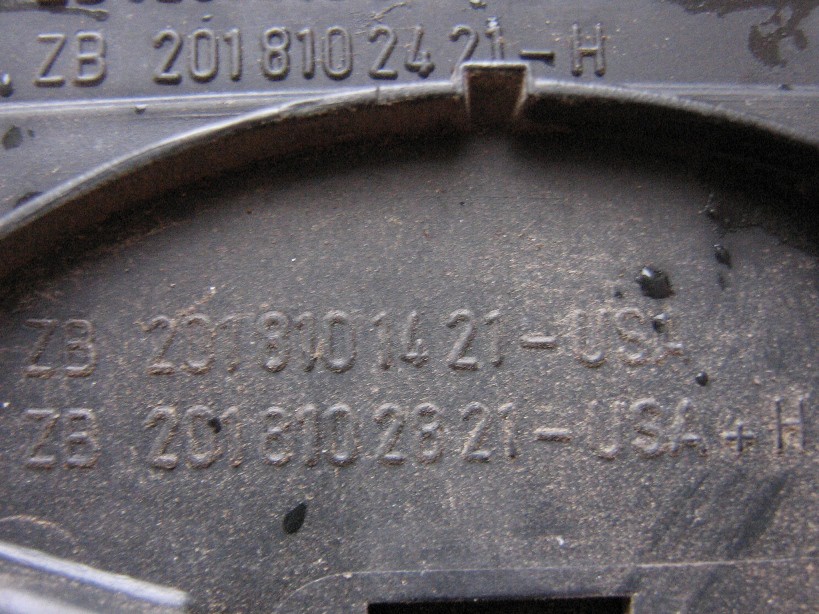 ZB 201 810 24 21 - H
ZB 201 810 14 21 - USA
ZB 201 810 28 21 - USA + H